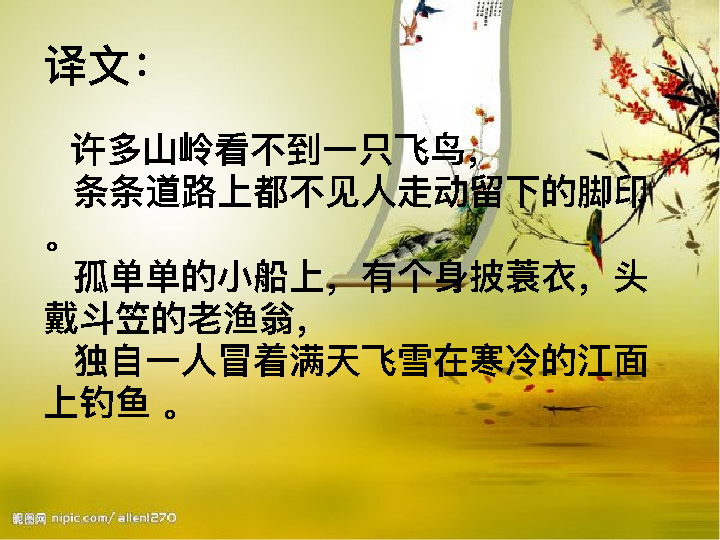 译文：
许多山岭看不到一只飞鸟，
条条道路上都不见人走动留下的脚印
。
孤单单的小船上，有个身披蓑衣，头
戴斗笠的老渔翁，
独自一人冒着满天飞雪在寒冷的江面
上钓鱼 。
昵图网 nipic.com/allen1270